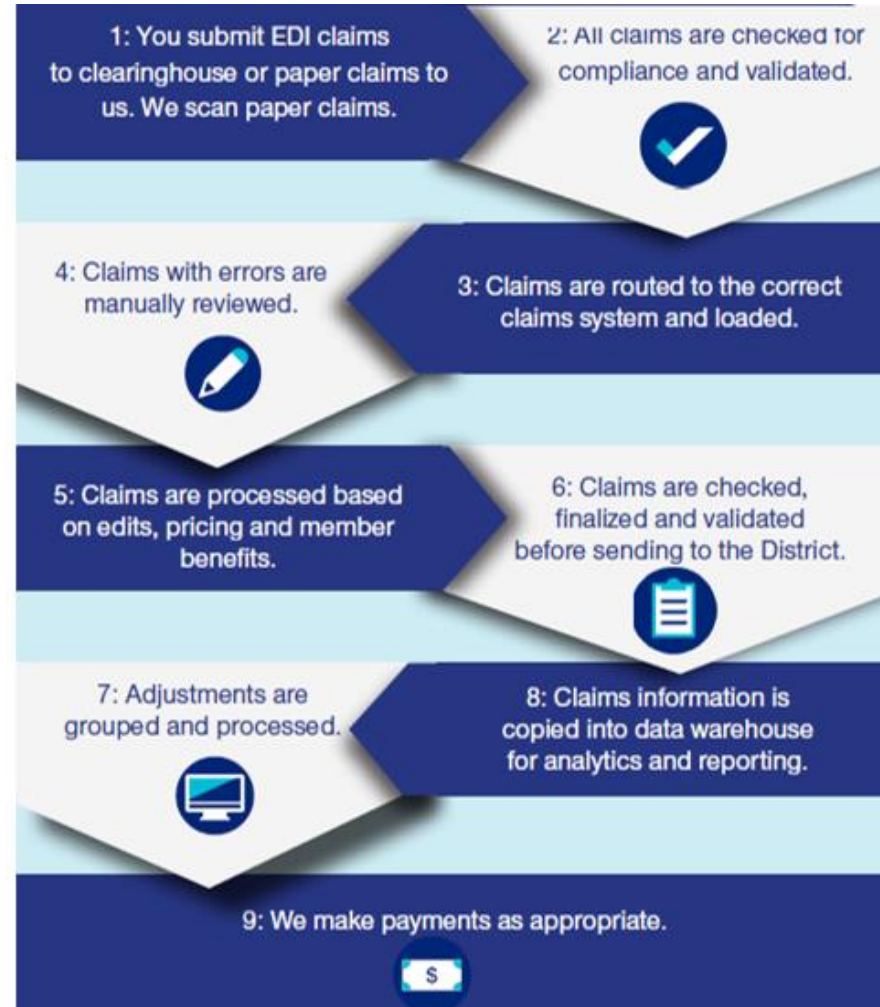 1: You submit EDI claims
to clearinghouse or paper claims to
us. We scan paper claims.
2: All claims are checked for
compliance and validated.
3: Claims are routed to the correct
claims system and loaded.
4: Claims with errors are
manually reviewed.
5: Claims are processed based
on edits, pricing and member
benefits.
6: Claims are checked,
finalized and validated
before sending to the District.
7: Adjustments are
grouped and processed.
8: Claims information is
copied into data warehouse
for analytics and reporting.
9: We make payments as appropriate.
$